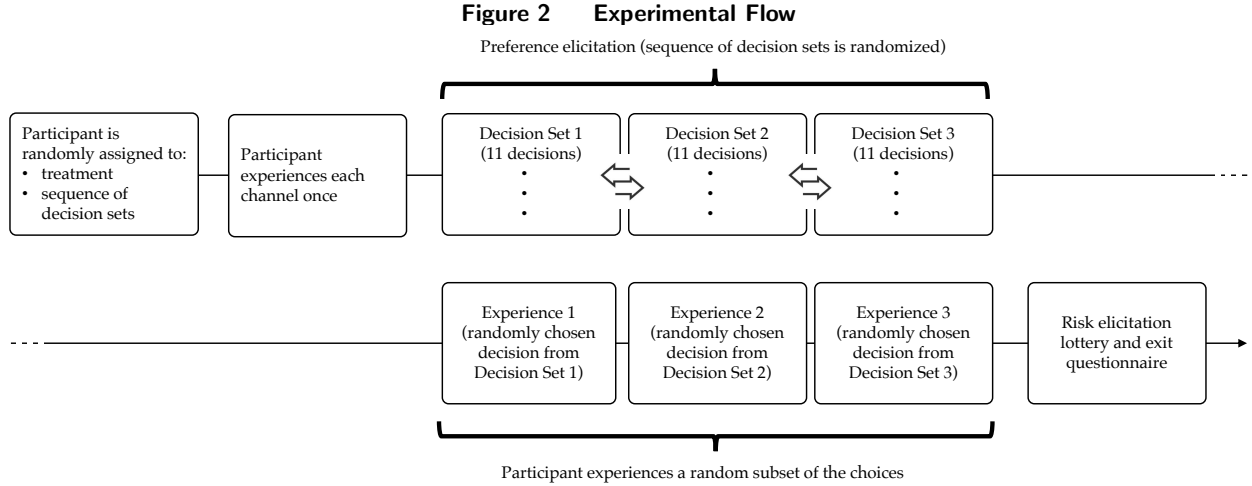 Figure 2 Experimental Flow
Preference elicitation (sequence of decision sets is randomized)
Participant is
randomly assigned to:
• treatment
• sequence of
decision sets
Participant
experiences each
channel once
Decision Set 1
(11 decisions)
Decision Set 2
(11 decisions)
Decision Set 3
(11 decisions)
Experience 1
(randomly chosen
decision from
Decision Set 1)
Experience 2
(randomly chosen
decision from
Decision Set 2)
Experience 3
(randomly chosen
decision from
Decision Set 3)
Risk elicitation
lottery and exit
questionnaire
Participant experiences a random subset of the choices